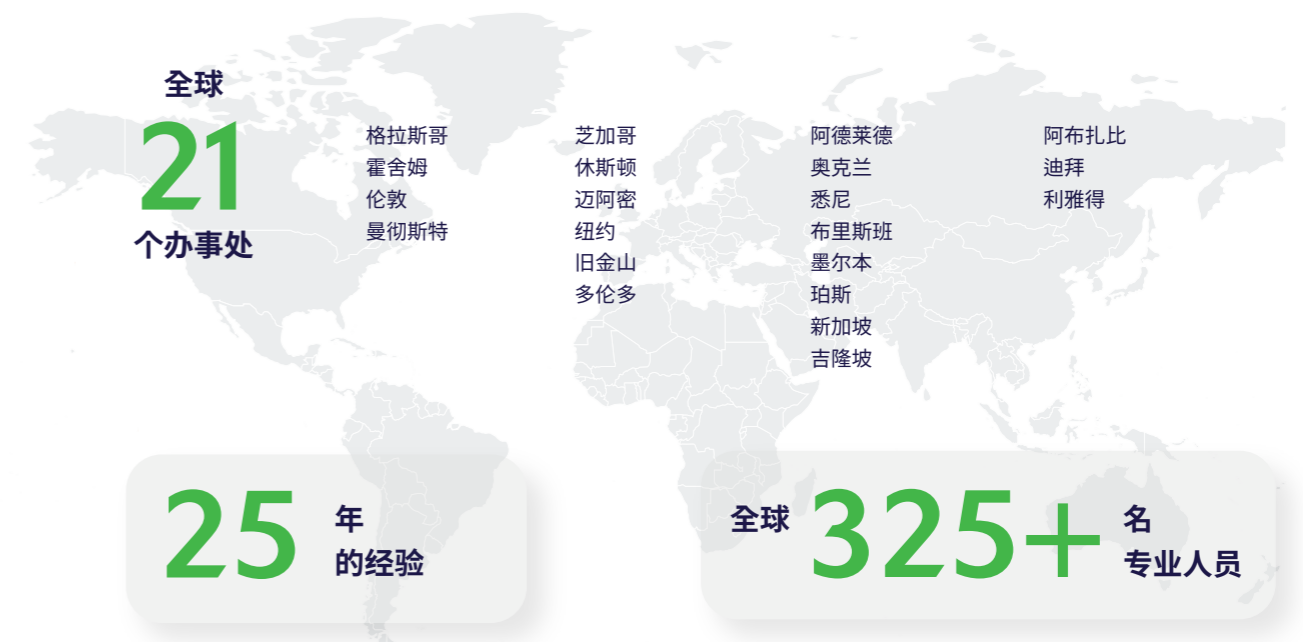 全球
21
个办事处
格拉斯哥
霍舍姆
伦敦
曼彻斯特
芝加哥
休斯顿
迈阿密
纽约
旧金山
多伦多
阿德莱德
奥克兰
悉尼
布里斯班
墨尔本
珀斯
新加坡
吉隆坡
阿布扎比
迪拜
利雅得
25 年
的经验
全球 325+ 名
专业人员